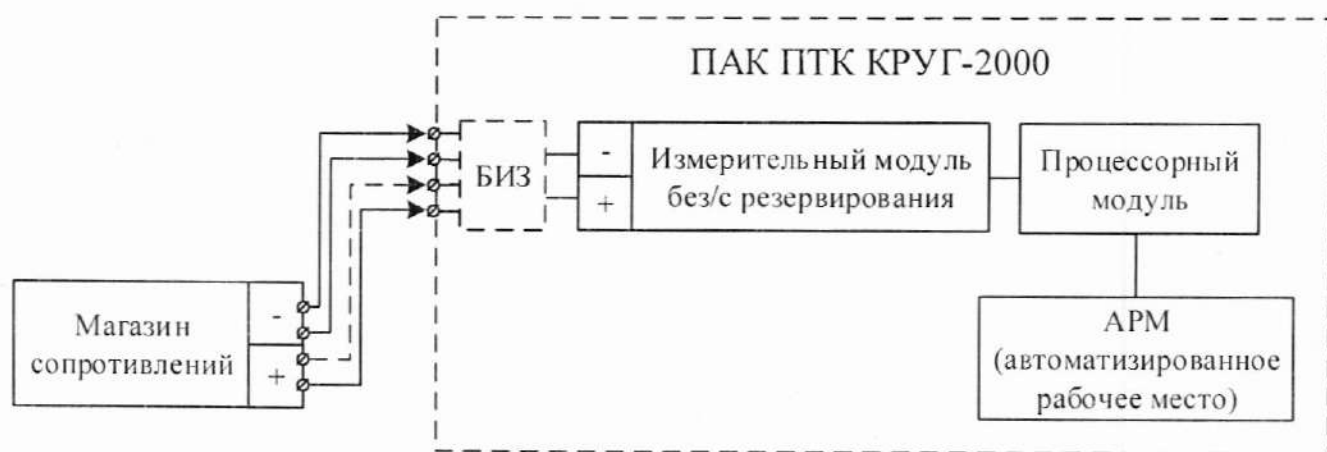 ПАК ПТК КРУГ-2000
БИЗ
-
+
Измерительный модуль
без/с резервирования
Процессорный
модуль
Магазин
сопротивлений
-
+
АРМ
(автоматизированное
рабочее место)